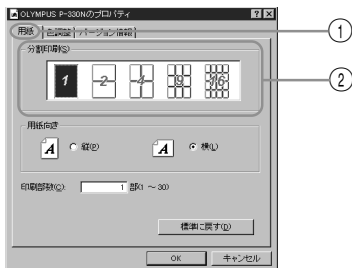 OLYMPUS P-330Nのプロパティ
用紙 色調整 バージョン情報
1
分割印刷(S)
1 2 4 9 16
2
用紙向き
A 縦(P) A 横(L)
印刷部数(C): 1 部(1 ～ 30)
標準に戻す(D)
OK キャンセル